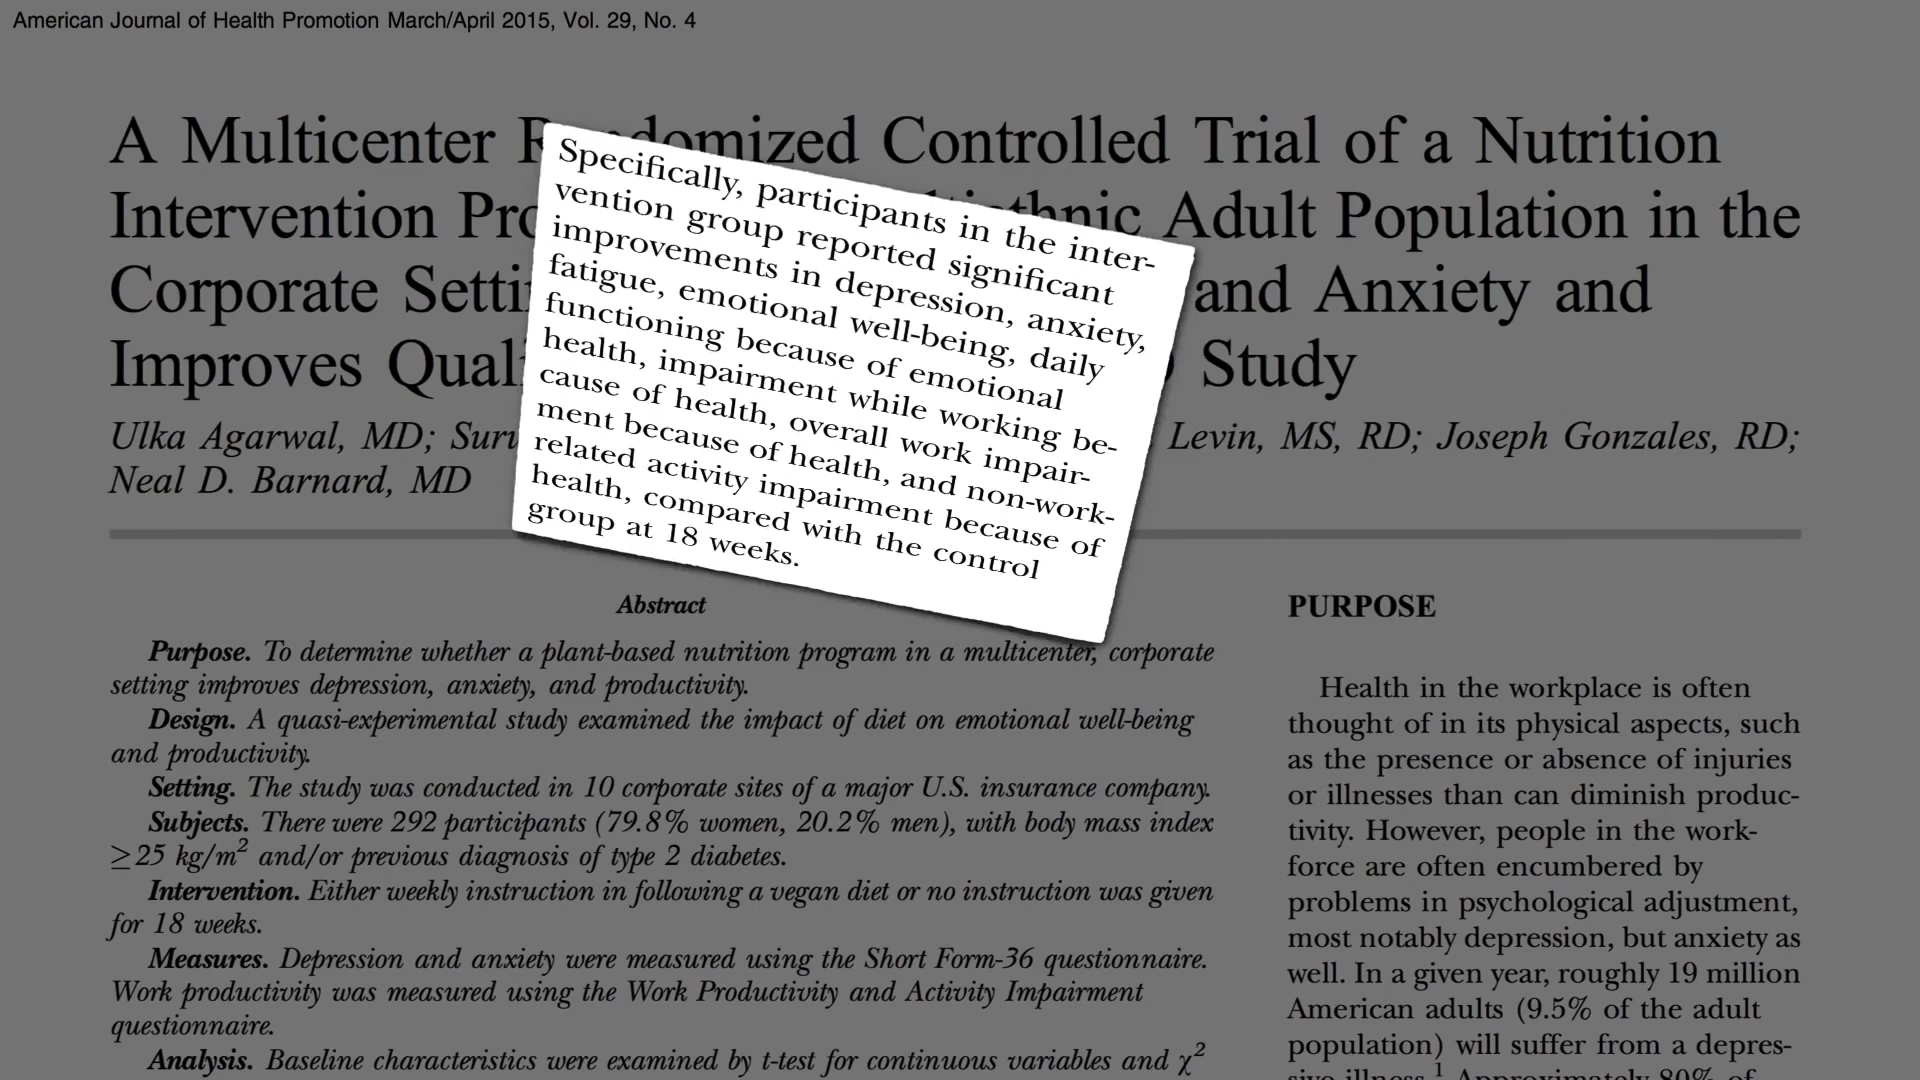 American Journal of Health Promotion March/April 2015, Vol. 29, No. 4
A Multicenter Randomized Controlled Trial of a Nutrition
Intervention Adult Population in the
Corporate and Anxiety and
Improves Study
Ulka Agarwal, MD; Levin, MS, RD; Joseph Gonzales, RD;
Neal D. Barnard, MD
Specifically, participants in the inter-
vention group reported significant
improvements in depression, anxiety,
fatigue, emotional well-being, daily
functioning because of emotional
health, impairment while working be-
cause of health, overall work impair-
ment because of health, and non-work-
related activity impairment because of
health, compared with the control
group at 18 weeks.
Abstract
Purpose. To determine whether a plant-based nutrition program in a multicenter, corporate
setting improves depression, anxiety, and productivity.
Design. A quasi-experimental study examined the impact of diet on emotional well-being
and productivity.
Setting. The study was conducted in 10 corporate sites of a major U.S. insurance company.
Subjects. There were 292 participants (79.8% women, 20.2% men), with body mass index
≥25 kg/m² and/or previous diagnosis of type 2 diabetes.
Intervention. Either weekly instruction in following a vegan diet or no instruction was given
for 18 weeks.
Measures. Depression and anxiety were measured using the Short Form-36 questionnaire.
Work productivity was measured using the Work Productivity and Activity Impairment
questionnaire.
Analysis. Baseline characteristics were examined by t-test for continuous variables and χ²
PURPOSE
Health in the workplace is often
thought of in its physical aspects, such
as the presence or absence of injuries
or illnesses than can diminish produc-
tivity. However, people in the work-
force are often encumbered by
problems in psychological adjustment,
most notably depression, but anxiety as
well. In a given year, roughly 19 million
American adults (9.5% of the adult
population) will suffer from a depres-
sive illness.¹ Approximately 80% of